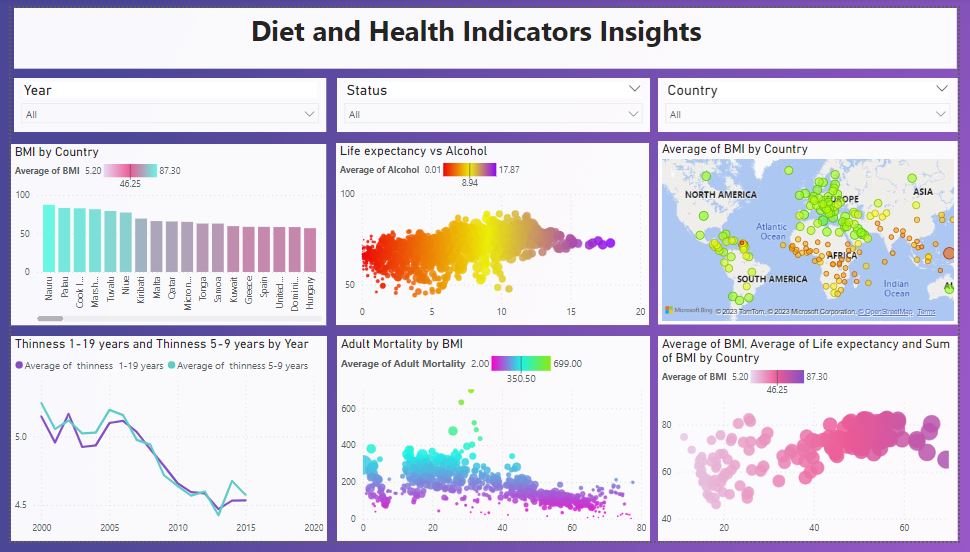 Diet and Health Indicators Insights
Year
All
Status
All
Country
All
BMI by Country
Average of BMI 5.20 87.30
46.25
100
50
0
Nauru
Palau
Cook I...
Marsh...
Tuvalu
Niue
Kiribati
Malta
Qatar
Micron...
Tonga
Samoa
Kuwait
Greece
Spain
United...
Domini...
Hungary
Life expectancy vs Alcohol
Average of Alcohol 0.01 17.87
8.94
100
50
0 5 10 15 20
Average of BMI by Country
NORTH AMERICA
EUROPE
ASIA
Atlantic
Ocean
AFRICA
SOUTH AMERICA
Indian
Ocean
AU
Microsoft Bing © 2023 TomTom, © 2023 Microsoft Corporation, © OpenStreetMap Terms
Thinness 1-19 years and Thinness 5-9 years by Year
Average of thinness 1-19 years Average of thinness 5-9 years
5.0
4.5
2000 2005 2010 2015 2020
Adult Mortality by BMI
Average of Adult Mortality 2.00 699.00
350.50
600
400
200
0
0 20 40 60 80
Average of BMI, Average of Life expectancy and Sum
of BMI by Country
Average of BMI 5.20 87.30
46.25
80
60
40
20 40 60